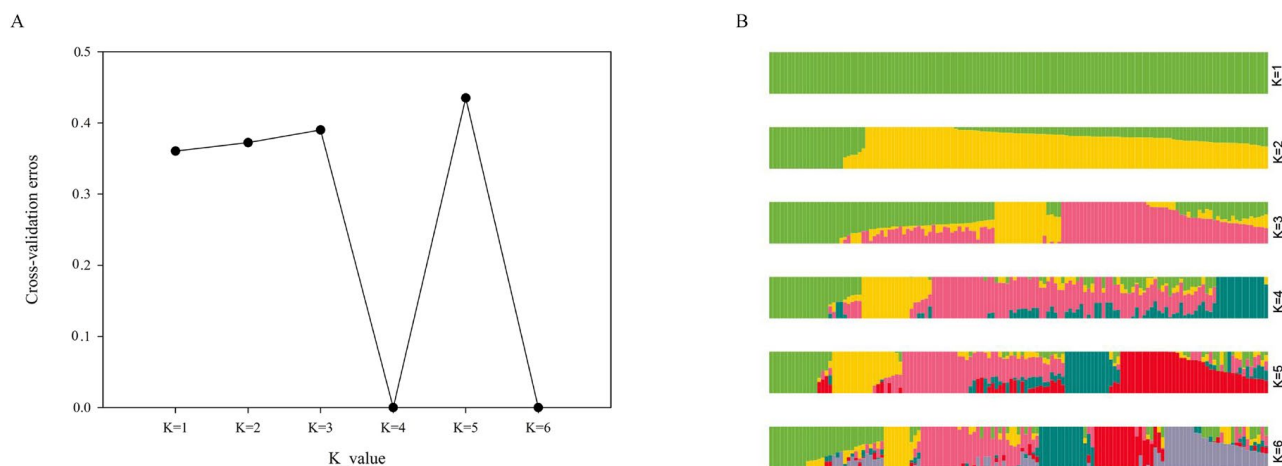 A
Cross-validation erros
0.5
0.4
0.3
0.2
0.1
0.0
K=1 K=2 K=3 K=4 K=5 K=6
K value
B
K=1
K=2
K=3
K=4
K=5
K=6